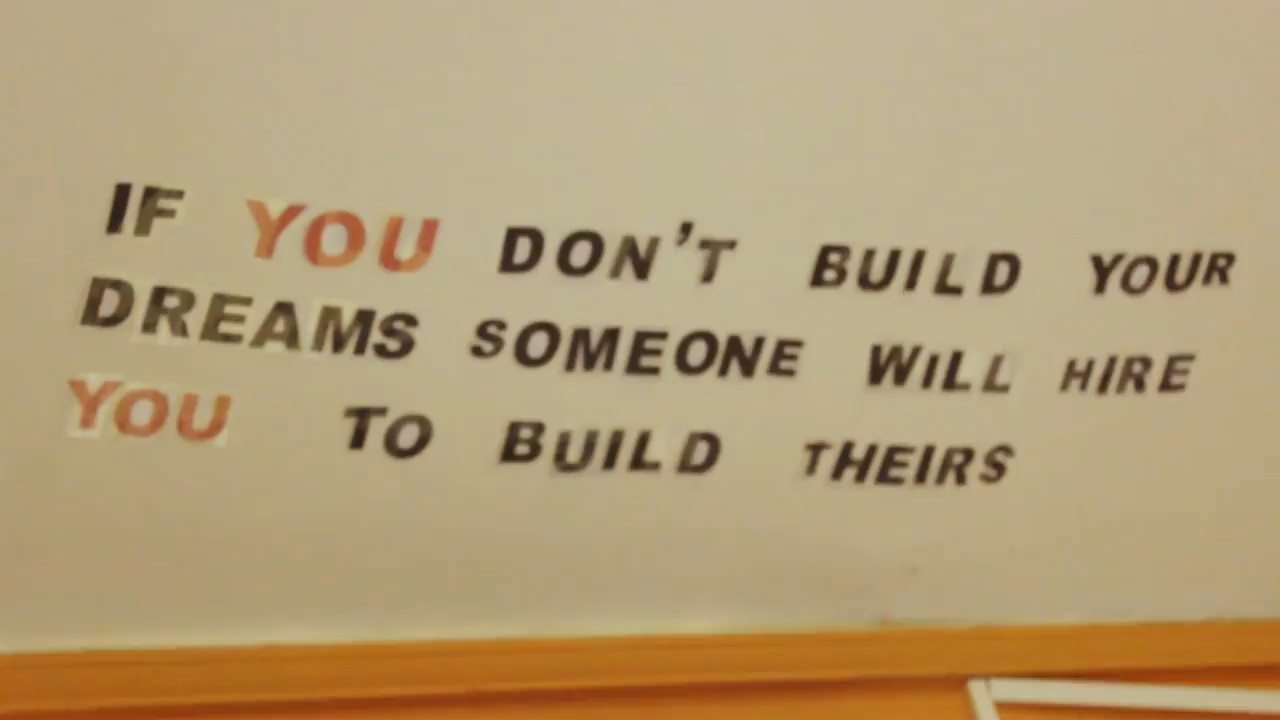 IF YOU DON'T BUILD YOUR
DREAMS SOMEONE WILL HIRE
YOU TO BUILD THEIRS